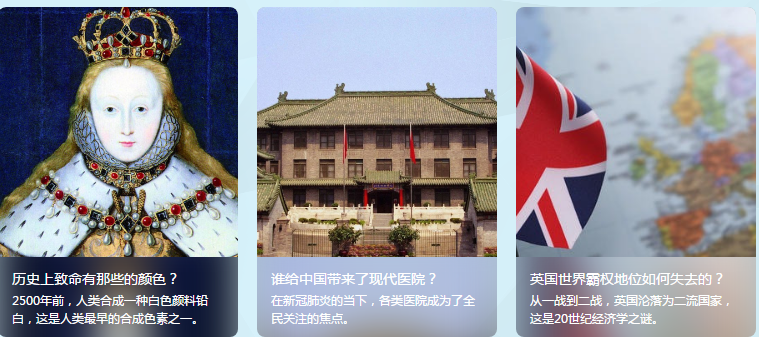 历史上致命有那些的颜色？
2500年前，人类合成一种白色颜料铅
白，这是人类最早的合成色素之一。
谁给中国带来了现代医院？
在新冠肺炎的当下，各类医院成为了全
民关注的焦点。
英国世界霸权地位如何失去的？
从一战到二战，英国沦落为二流国家，
这是20世纪经济学之谜。